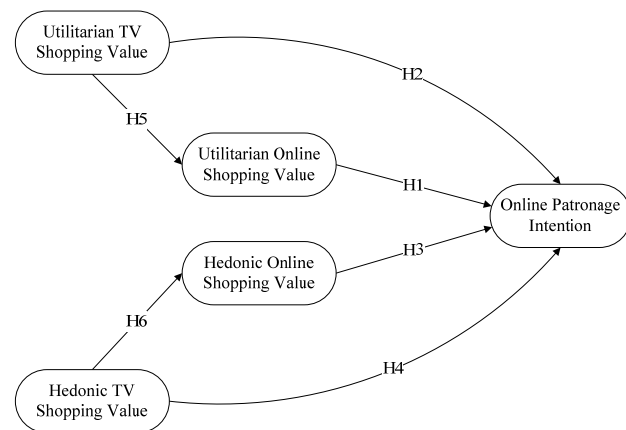 Utilitarian TV
Shopping Value
H2
H5
Utilitarian Online
Shopping Value
H1
Online Patronage
Intention
Hedonic Online
Shopping Value
H3
H6
H4
Hedonic TV
Shopping Value